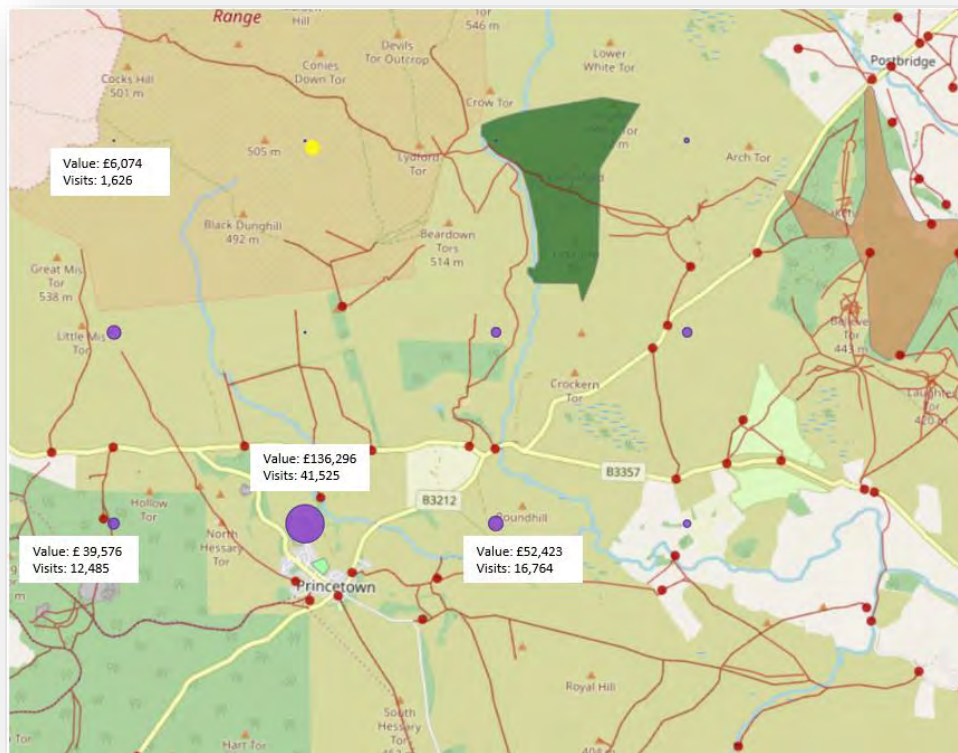 Range
Hill
546 m
Devils
Tor Outcrop
Conies
Down Tor
Lower
White Tor
Postbridge
Cocks Hill
501 m
Crow Tor
505 m
Lydford
Tor
Arch Tor
Value: £6,074
Visits: 1,626
Black Dunghill
492 m
Beardown
Tors
514 m
Great Mis
Tor
538 m
Little Mis
Tor
Tor
443 m
Crockern
Tor
Tor
420 m
Value: £136,296
Visits: 41,525
B3357
B3212
Hollow
Tor
North
Hessary
Tor
Roundhill
Value: £ 39,576
Visits: 12,485
Value: £52,423
Visits: 16,764
Princetown
Royal Hill
South
Hessary
Tor
Hart Tor
404 m